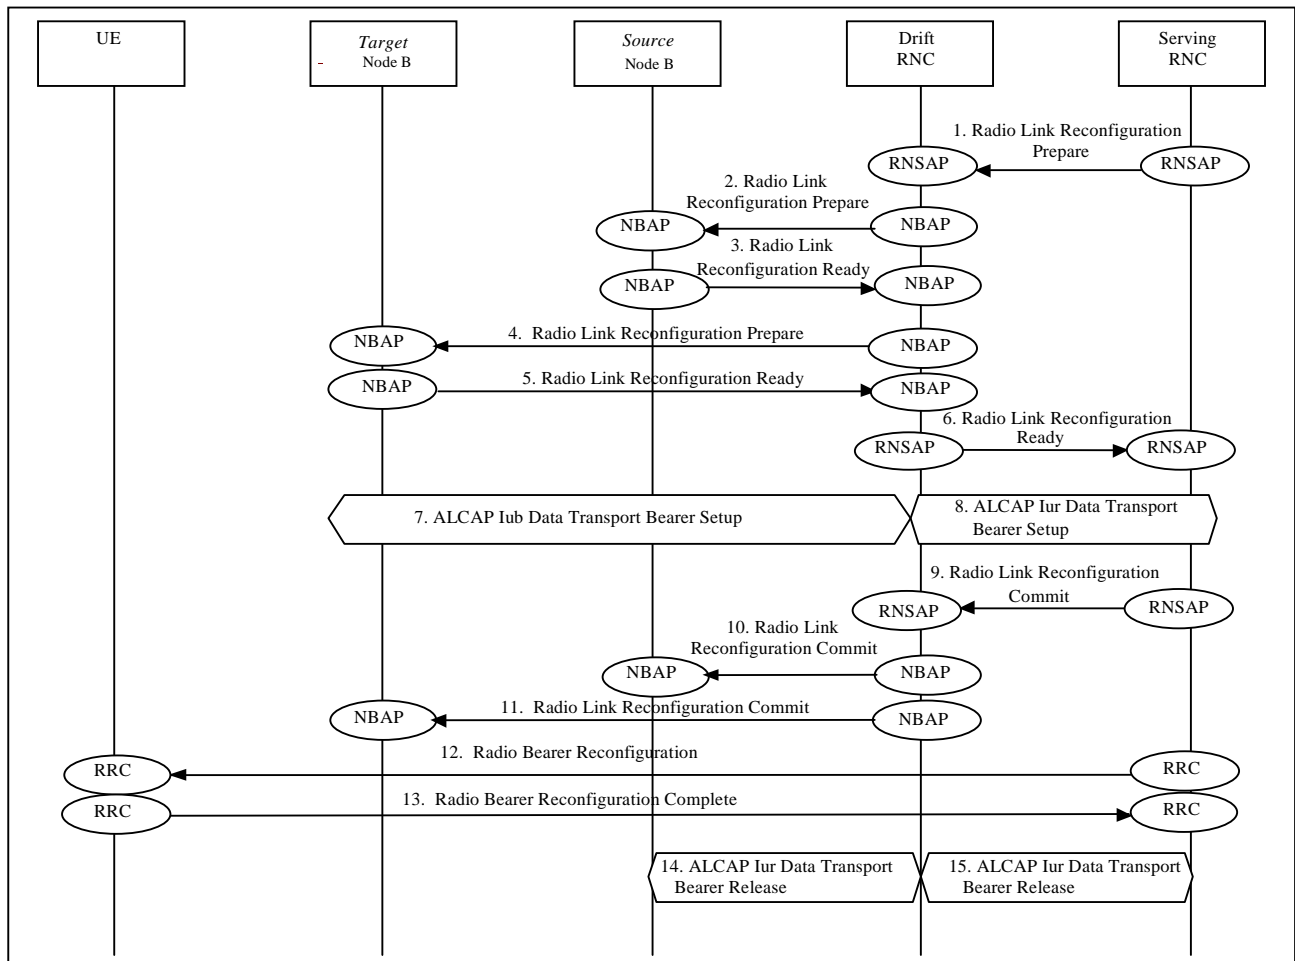 UE
Target
- Node B
Source
Node B
Drift
RNC
Serving
RNC
1. Radio Link Reconfiguration
Prepare
RNSAP
RNSAP
2. Radio Link
Reconfiguration Prepare
NBAP
NBAP
3. Radio Link
Reconfiguration Ready
NBAP
NBAP
4. Radio Link Reconfiguration Prepare
NBAP
NBAP
5. Radio Link Reconfiguration Ready
NBAP
NBAP
6. Radio Link Reconfiguration
Ready
RNSAP
RNSAP
7. ALCAP Iub Data Transport Bearer Setup
8. ALCAP Iur Data Transport
Bearer Setup
9. Radio Link Reconfiguration
Commit
RNSAP
RNSAP
10. Radio Link
Reconfiguration Commit
NBAP
NBAP
11. Radio Link Reconfiguration Commit
NBAP
NBAP
12. Radio Bearer Reconfiguration
RRC
RRC
13. Radio Bearer Reconfiguration Complete
RRC
RRC
14. ALCAP Iur Data Transport
Bearer Release
15. ALCAP Iur Data Transport
Bearer Release